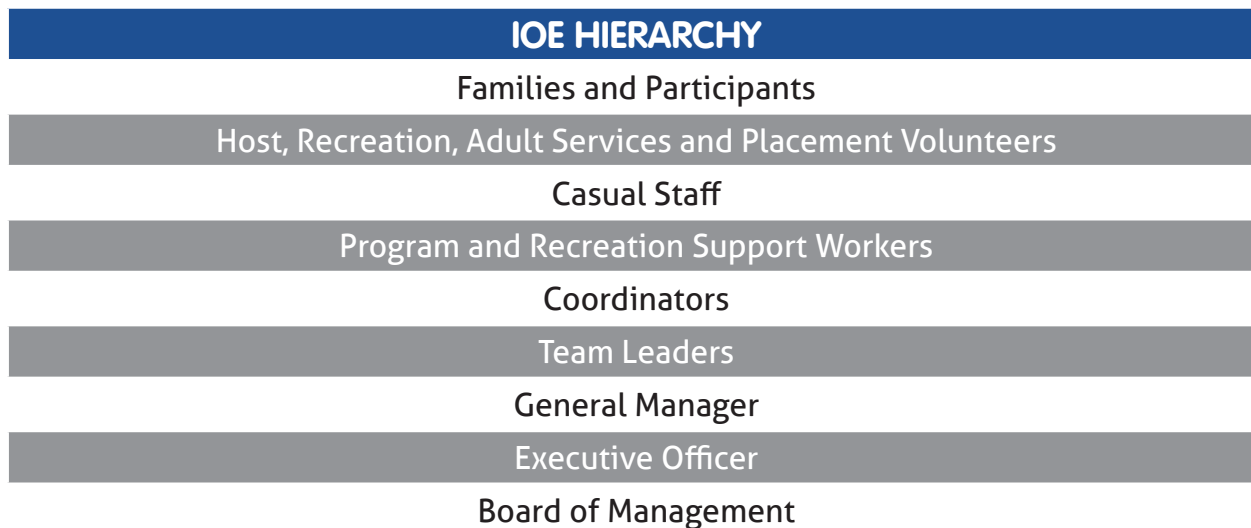 IOE HIERARCHY
Families and Participants
Host, Recreation, Adult Services and Placement Volunteers
Casual Staff
Program and Recreation Support Workers
Coordinators
Team Leaders
General Manager
Executive Officer
Board of Management